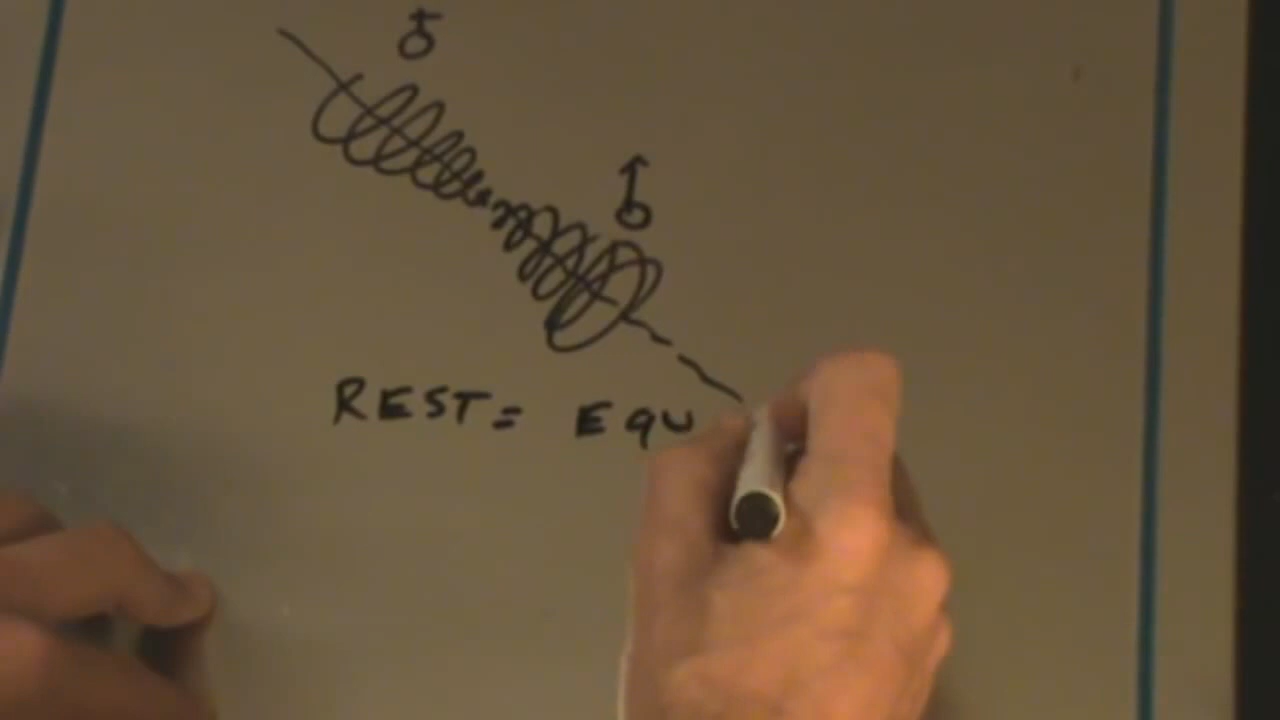 REST = EQU